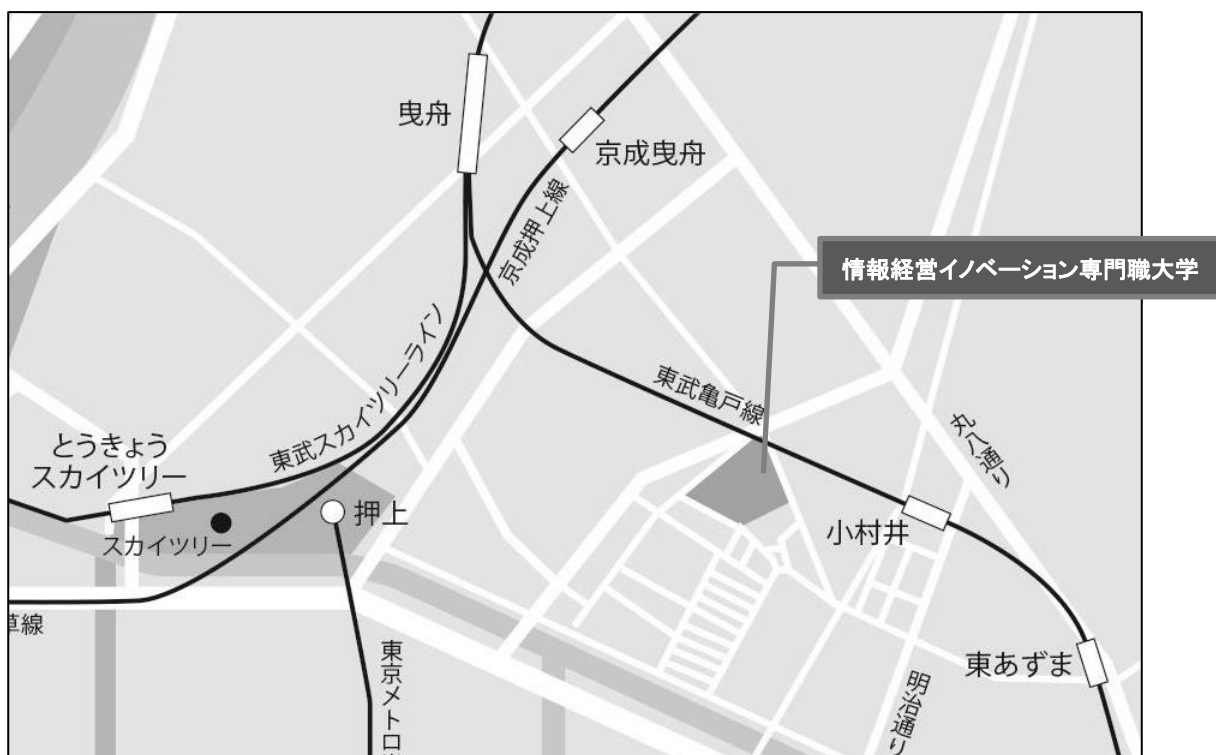 曳舟
京成曳舟
京成押上線
情報経営イノベーション専門職大学
東武スカイツリーライン
東武亀戸線
とうきょう
スカイツリー
丸八通り
押上
スカイツリー
小村井
草線
東京メトロ
東あずま
明治通り